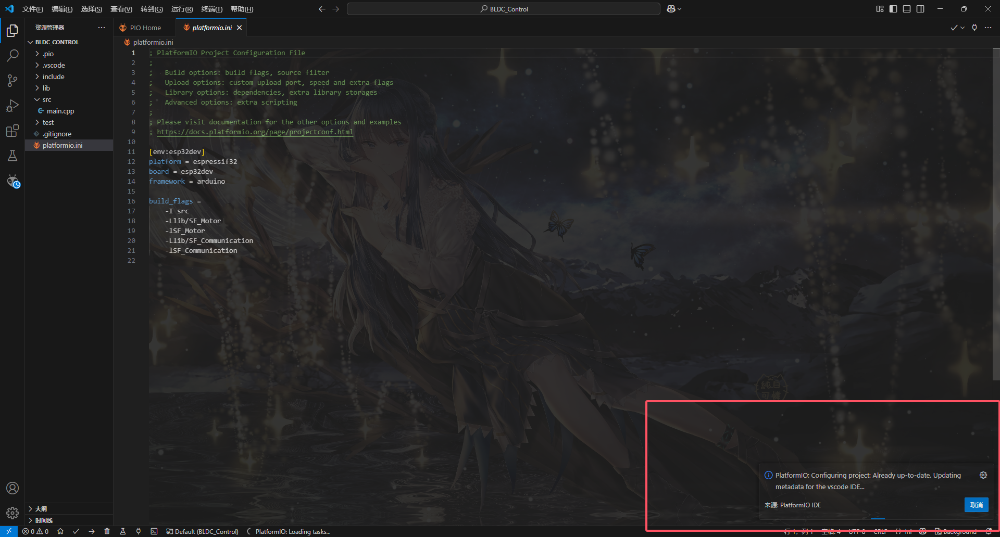 文件(F) 编辑(E) 选择(S) 查看(V) 转到(G) 运行(R) 终端(T) 帮助(H)
BLDC_Control
资源管理器
PIO Home
platformio.ini
BLDC_CONTROL
platformio.ini
.pio
.vscode
include
lib
src
main.cpp
test
.gitignore
platformio.ini
1 ; PlatformIO Project Configuration File
2 ;
3 ;   Build options: build flags, source filter
4 ;   Upload options: custom upload port, speed and extra flags
5 ;   Library options: dependencies, extra library storages
6 ;   Advanced options: extra scripting
7 ;
8 ; Please visit documentation for the other options and examples
9 ; https://docs.platformio.org/page/projectconf.html
10
11 [env:esp32dev]
12 platform = espressif32
13 board = esp32dev
14 framework = arduino
15
16 build_flags =
17     -I src
18     -Llib/SF_Motor
19     -lSF_Motor
20     -Llib/SF_Communication
21     -lSF_Communication
22
純白
可憐
PlatformIO: Configuring project: Already up-to-date. Updating
metadata for the vscode IDE...
来源: PlatformIO IDE
取消
大纲
时间线
0 0 Default (BLDC_Control) PlatformIO: Loading tasks... 行 1, 列 1 空格: 4 UTF-8 CRLF Ini Background